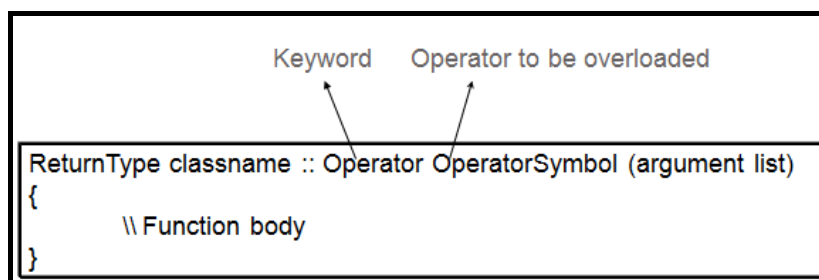 Keyword Operator to be overloaded
ReturnType classname :: Operator OperatorSymbol (argument list)
{
\\ Function body
}